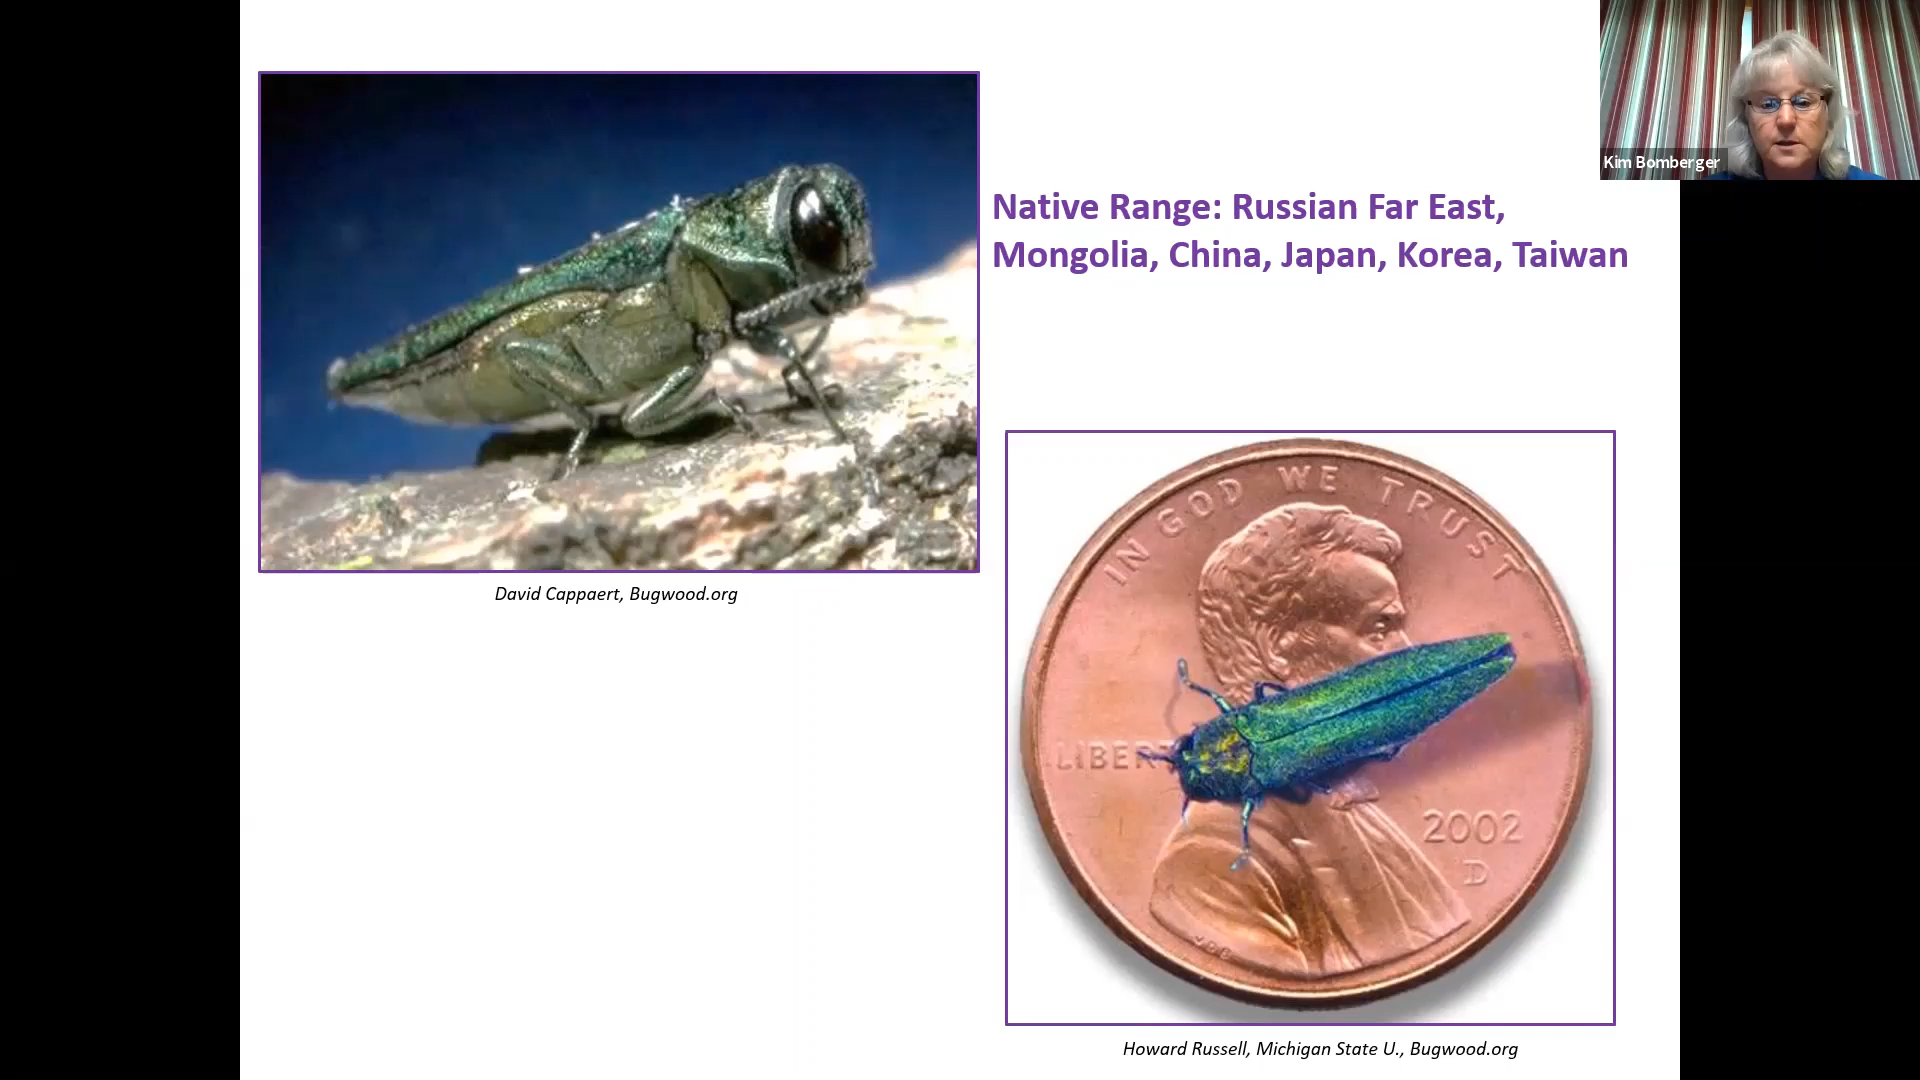 Kim Bomberger
Native Range: Russian Far East,
Mongolia, China, Japan, Korea, Taiwan
David Cappaert, Bugwood.org
IN GOD WE TRUST
LIBERT
2002
D
Howard Russell, Michigan State U., Bugwood.org